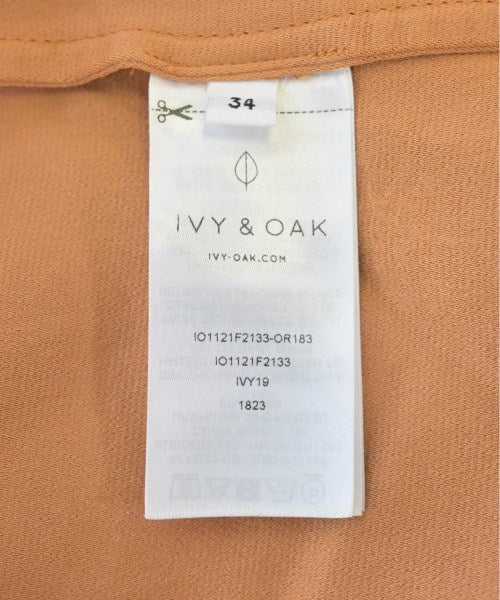 34
IVY & OAK
IVY-OAK.COM
IO1121F2133-OR183
IO1121F2133
IVY19
1823